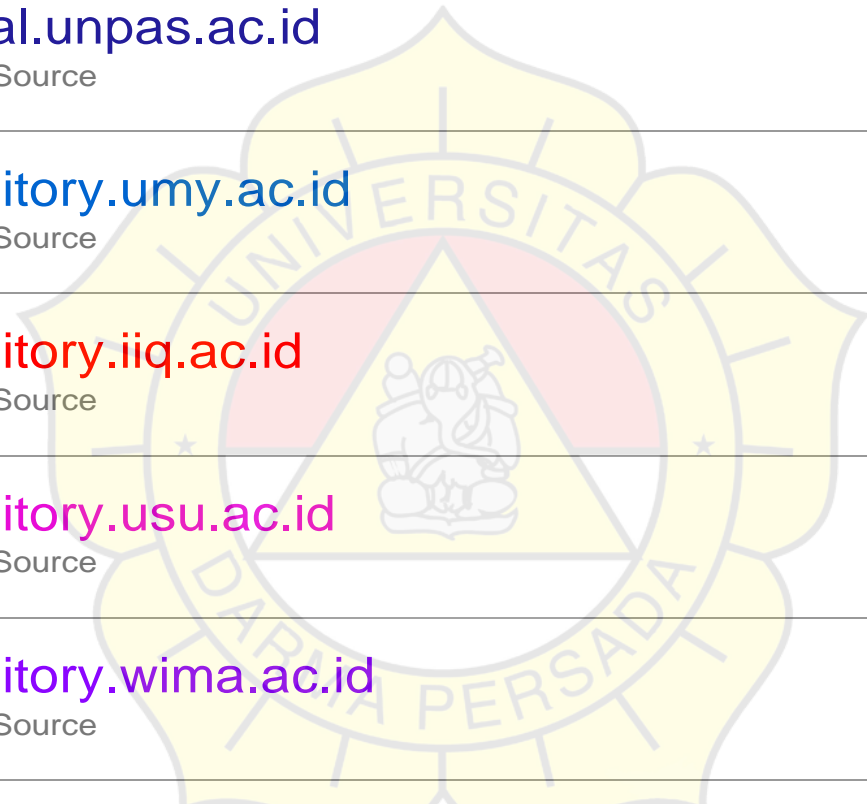 al.unpas.ac.id
Source
itory.umy.ac.id
Source
itory.iiq.ac.id
Source
itory.usu.ac.id
Source
itory.wima.ac.id
Source
UNIVERSITAS
DARMA PERSADA